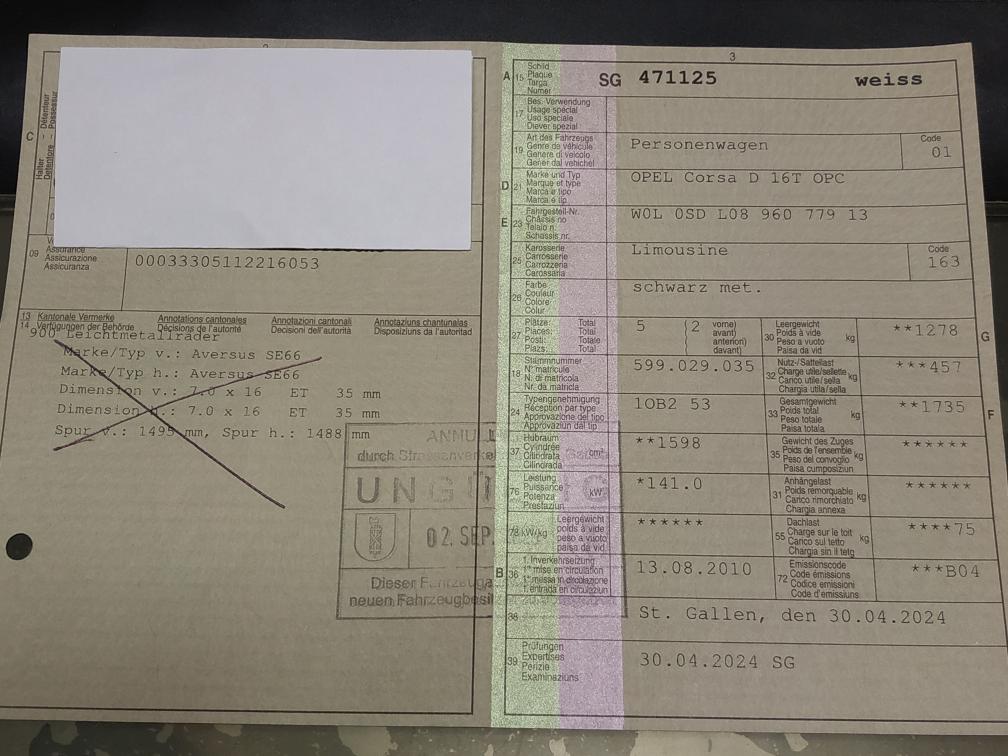 3
C
Détenteur
Possessur
Halter
Detentore
09
Assurance
Assicurazione
Assicuranza
00033305112216053
13 Kantonale Vermerke Annotations cantonales Annotazioni cantonali Annotaziuns chantunalas
14 Verfügungen der Behörde Décisions de l'autorité Decisioni dell'autorità Disposiziuns da l'autoritad
900 Leichtmetallräder
Marke/Typ v.: Aversus SE66
Marke/Typ h.: Aversus SE66
Dimension v.: 7.0 x 16 ET 35 mm
Dimension h.: 7.0 x 16 ET 35 mm
Spur v.: 1495 mm, Spur h.: 1488 mm
durch
02. SEP.
Dieser
A 15 Schild
Plaque
Targa
Numer
SG 471125 weiss
17 Bes. Verwendung
Usage spécial
Uso speciale
Diever spezial
19 Art des Fahrzeugs
Genre de véhicule
Genere di veicolo
Gener dal vehichel
Personenwagen
Code
01
D 21 Marke und Typ
Marque et type
Marca e tipo
Marca e tip
OPEL Corsa D 16T OPC
E 23 Fahrgestell-Nr.
Châssis no
Telaio n.
Schassis nr.
W0L 0SD L08 960 779 13
25 Karosserie
Carrosserie
Carrozzeria
Carossaria
Limousine
Code
163
26 Farbe
Couleur
Colore
Colur
schwarz met.
27 Plätze: Total
Places: Total
Posti: Totale
Plazs: Total
5 (2 vorne)
avant)
anteriori)
davant)
30 Leergewicht
Poids à vide
Peso a vuoto
Paisa da vid
kg
**1278
G
18 Stammnummer
N° matricule
N. di matricola
Nr. da matricla
599.029.035
32 Nutz-/Sattellast
Charge utile/sellette
Carico utile/sella
Chargia utila/sella
kg
***457
24 Typengenehmigung
Réception par type
Approvazione del tipo
Approvaziun dal tip
1OB2 53
33 Gesamtgewicht
Poids total
Peso totale
Paisa totala
kg
**1735
F
37 Hubraum
Cylindrée
Cilindrata
Cilindrada
cm³
**1598
35 Gewicht des Zuges
Poids de l'ensemble
Peso del convoglio
Paisa cumposiziun
kg
******
76 Leistung
Puissance
Potenza
Prestaziun
kW
*141.0
31 Anhängelast
Poids remorquable
Carico rimorchiato
Chargia annexa
kg
******
78 kW/kg Leergewicht
poids à vide
peso a vuoto
paisa da vid
******
55 Dachlast
Charge sur le toit
Carico sul tetto
Chargia sin il tetg
kg
****75
B 36 1. Inverkehrsetzung
1re mise en circulation
1a messa in circolazione
1. entrada en circulaziun
13.08.2010
72 Emissionscode
Code émissions
Codice emissioni
Code d'emissiuns
***B04
38
St. Gallen, den 30.04.2024
39 Prüfungen
Expertises
Perizie
Examinaziuns
30.04.2024 SG